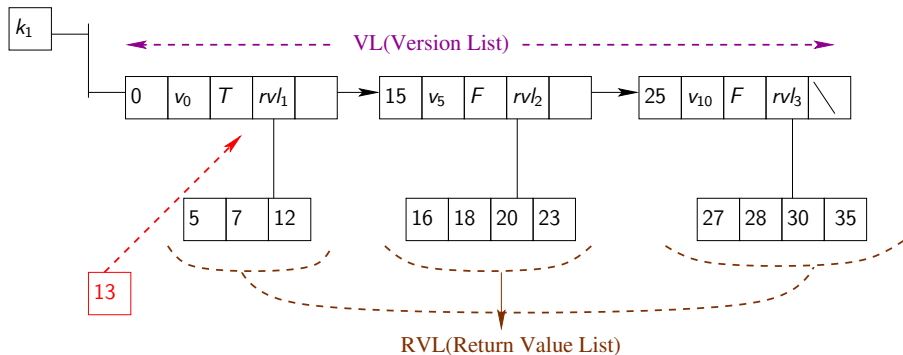 k1
VL(Version List)
0 v0 T rvl1 15 v5 F rvl2 25 v10 F rvl3
5 7 12 16 18 20 23 27 28 30 35
13
RVL(Return Value List)